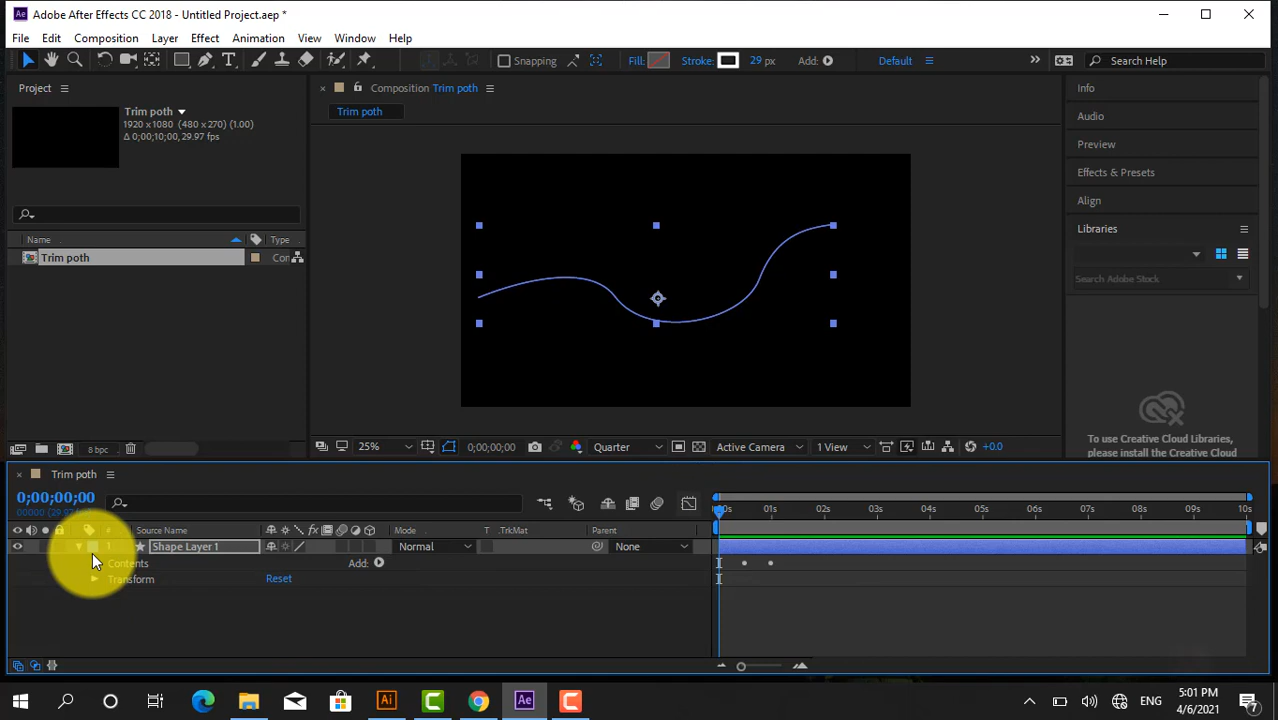 Adobe After Effects CC 2018 - Untitled Project.aep *
File Edit Composition Layer Effect Animation View Window Help
Snapping Fill: Stroke: 29 px Add: Default Search Help
Project
Trim poth
1920 x 1080 (480 x 270) (1.00)
Δ 0;00;10;00, 29.97 fps
Name Type
Trim poth Con
8 bpc
Composition Trim poth
Trim poth
25% 0;00;00;00 Quarter Active Camera 1 View +0.0
Info
Audio
Preview
Effects & Presets
Align
Libraries
Search Adobe Stock
To use Creative Cloud Libraries,
please install the Creative Cloud
Trim poth
0;00;00;00
# Source Name Mode T TrkMat Parent
1 Shape Layer 1 Normal None
Contents Add:
Transform Reset
01s 02s 03s 04s 05s 06s 07s 08s 09s 10s
ENG
5:01 PM
4/6/2021
7